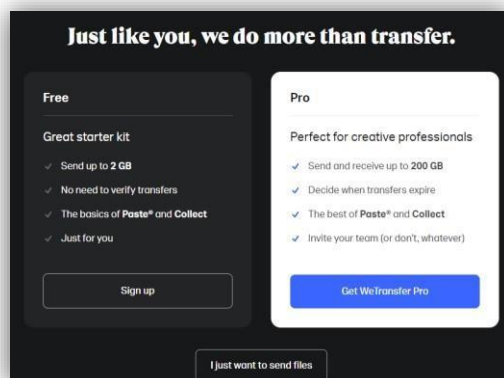 Just like you, we do more than transfer.
Free
Great starter kit
Send up to 2 GB
No need to verify transfers
The basics of Paste® and Collect
Just for you
Sign up
Pro
Perfect for creative professionals
Send and receive up to 200 GB
Decide when transfers expire
The best of Paste® and Collect
Invite your team (or don't, whatever)
Get WeTransfer Pro
I just want to send files